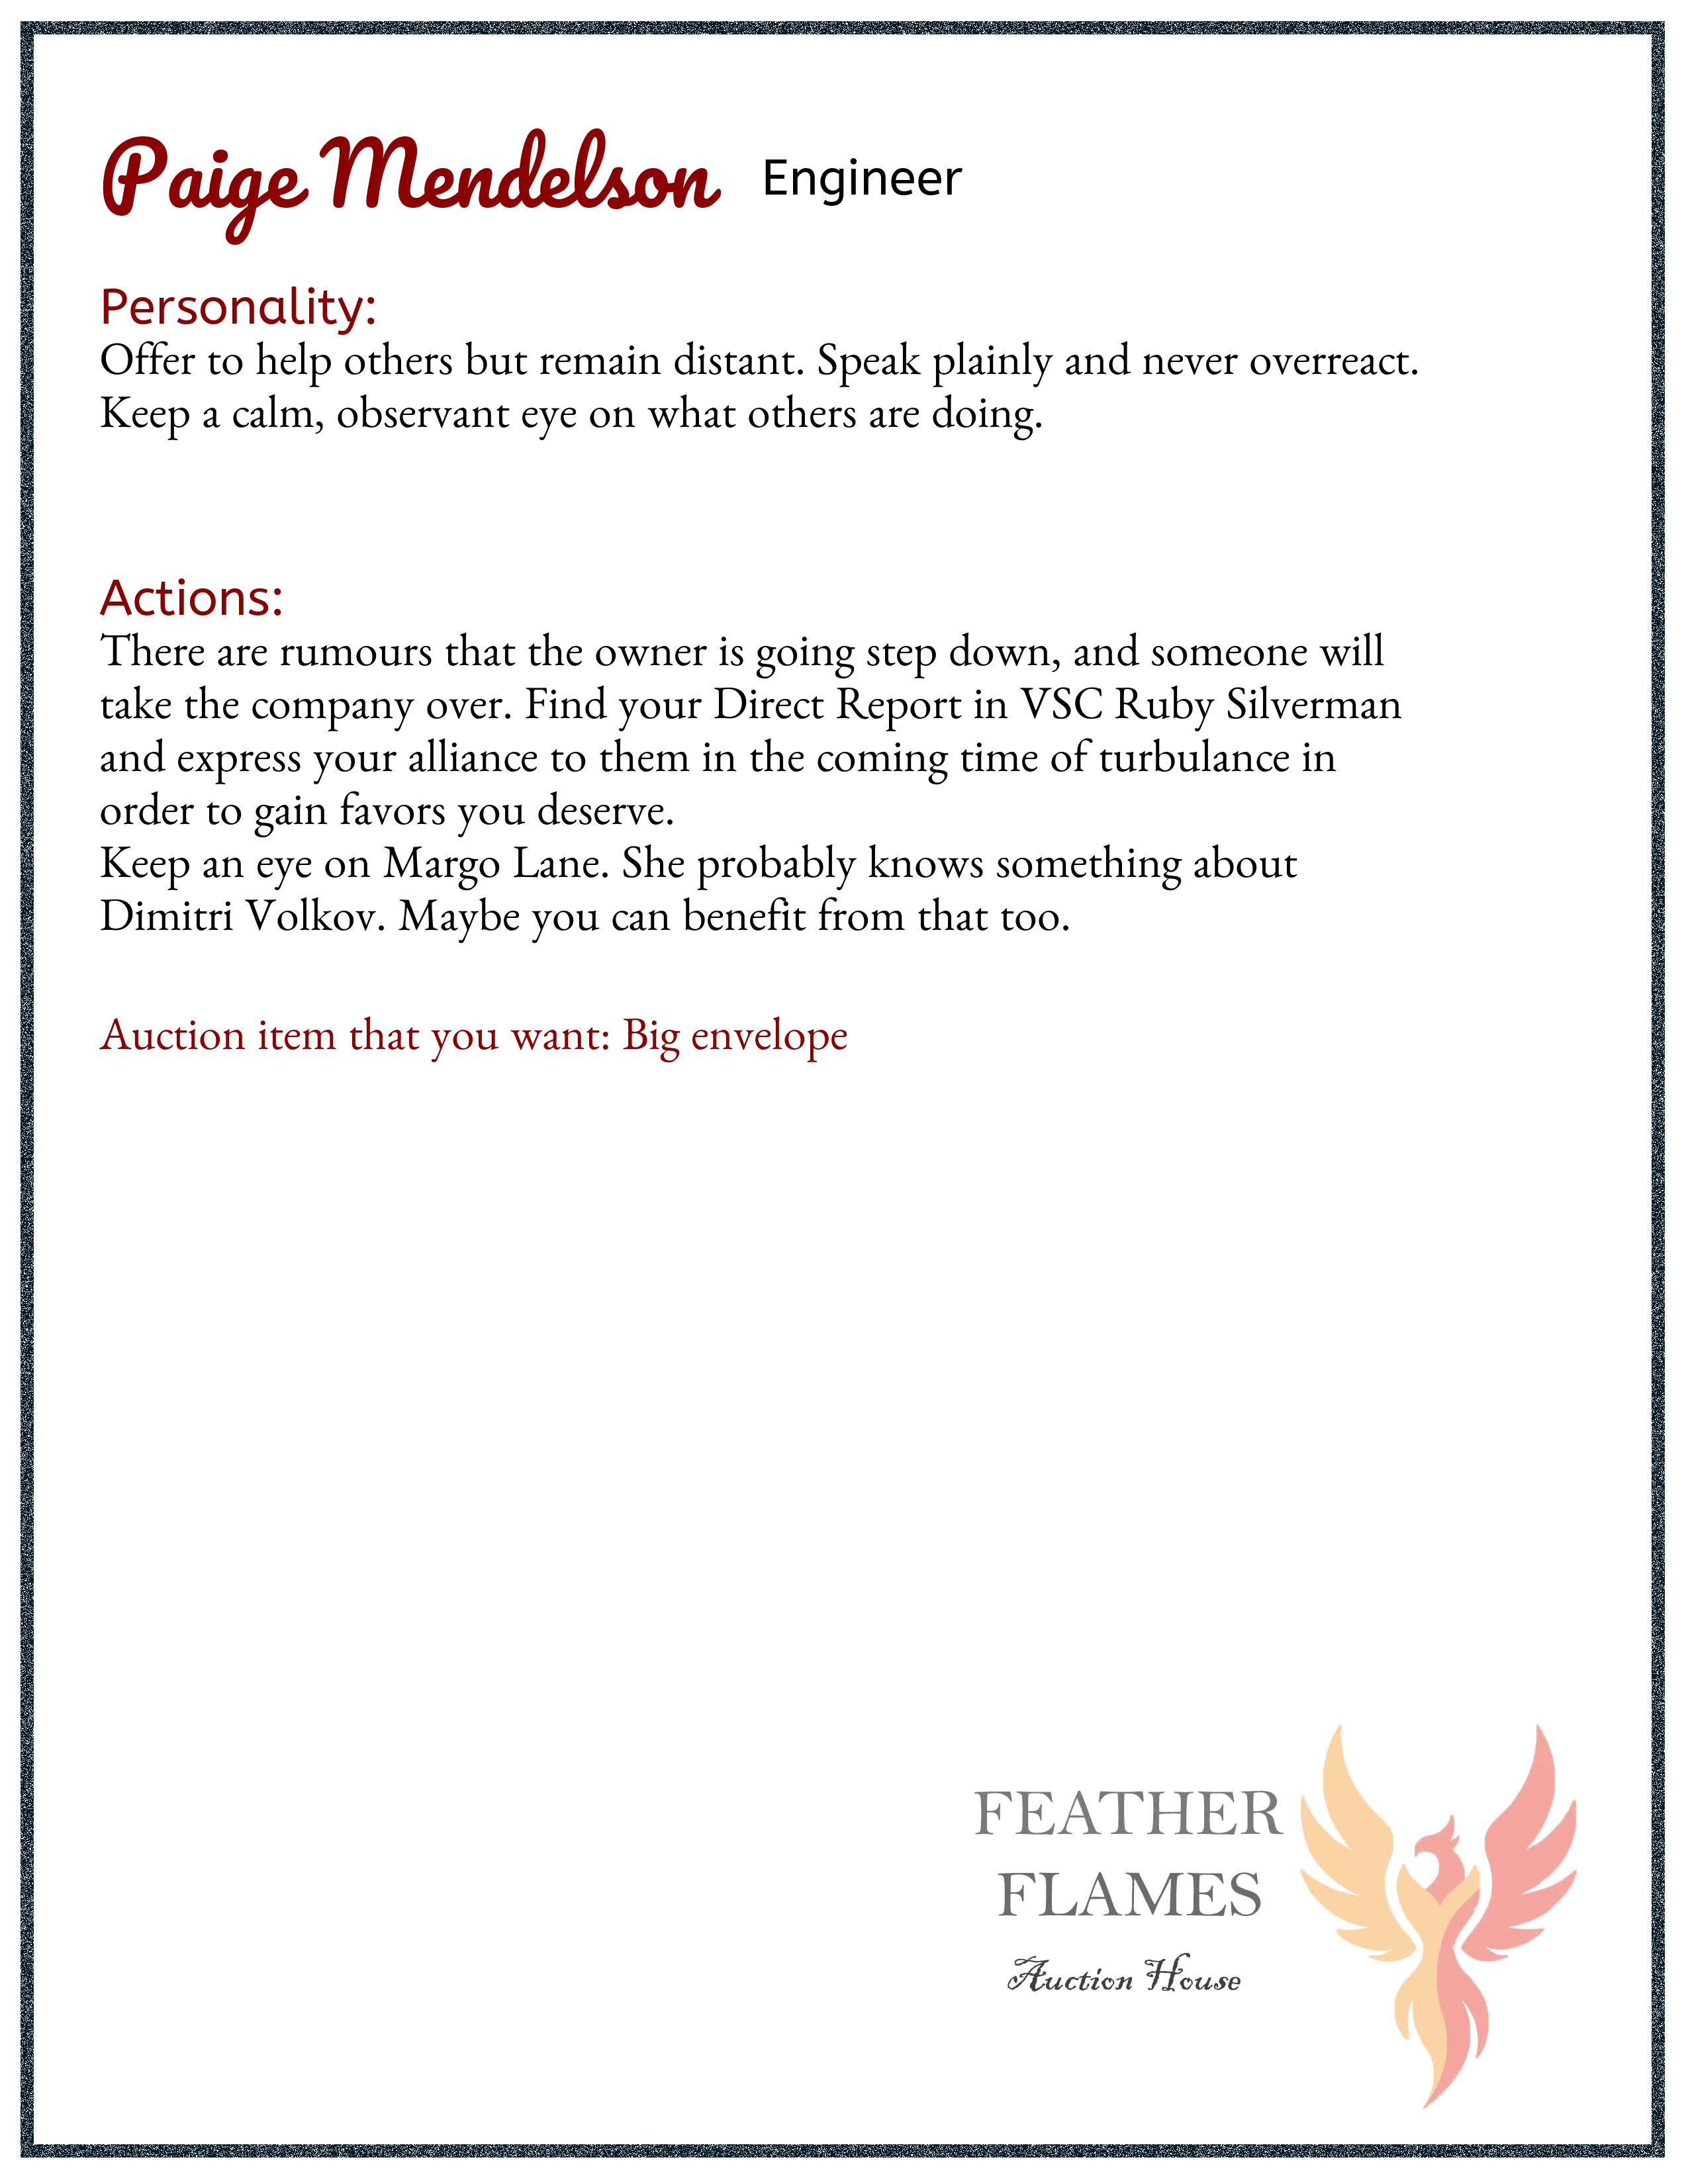 Paige Mendelson Engineer
Personality:
Offer to help others but remain distant. Speak plainly and never overreact.
Keep a calm, observant eye on what others are doing.
Actions:
There are rumours that the owner is going step down, and someone will
take the company over. Find your Direct Report in VSC Ruby Silverman
and express your alliance to them in the coming time of turbulance in
order to gain favors you deserve.
Keep an eye on Margo Lane. She probably knows something about
Dimitri Volkov. Maybe you can benefit from that too.
Auction item that you want: Big envelope
FEATHER
FLAMES
Auction House